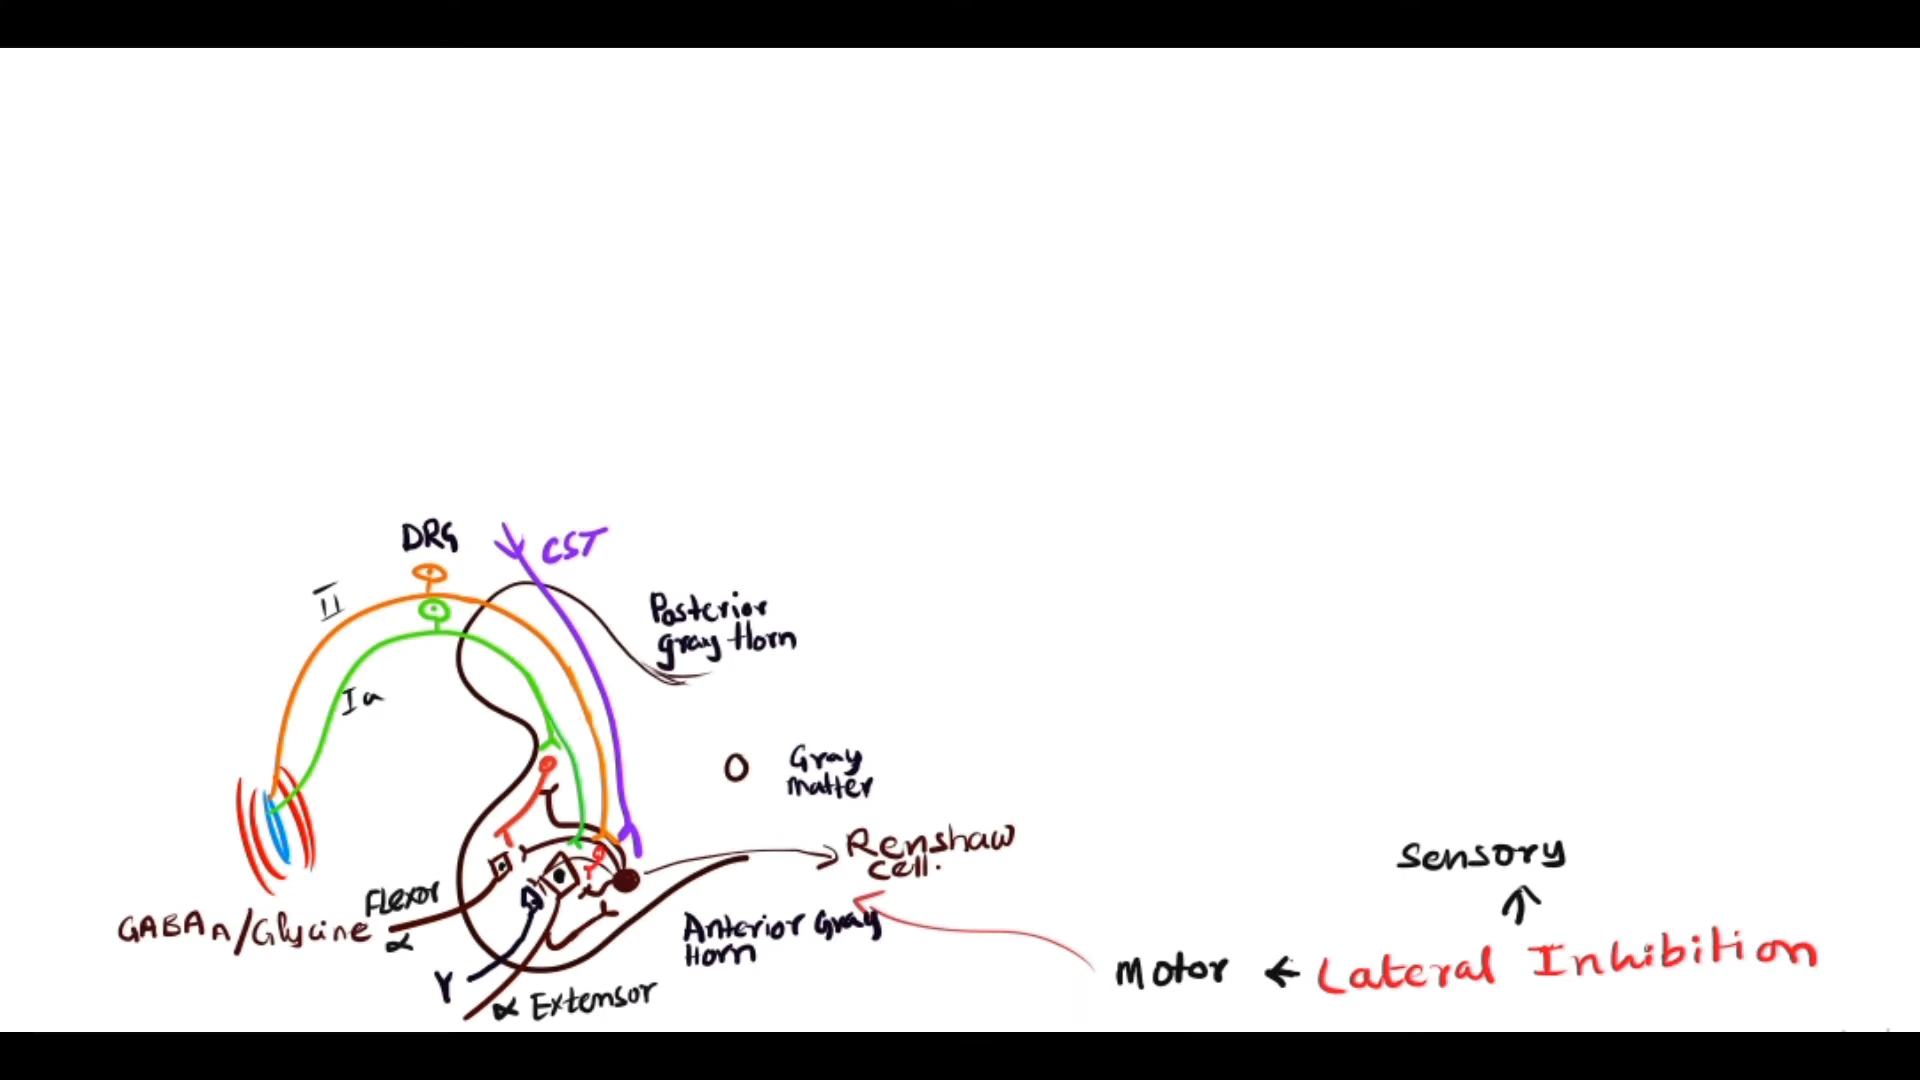 DRG
CST
II
Posterior
gray Horn
Ia
Gray
matter
Renshaw
cell.
Sensory
Flexor
GABA A/Glycine
α
Anterior Gray
Horn
Motor ← Lateral Inhibition
γ
α Extensor